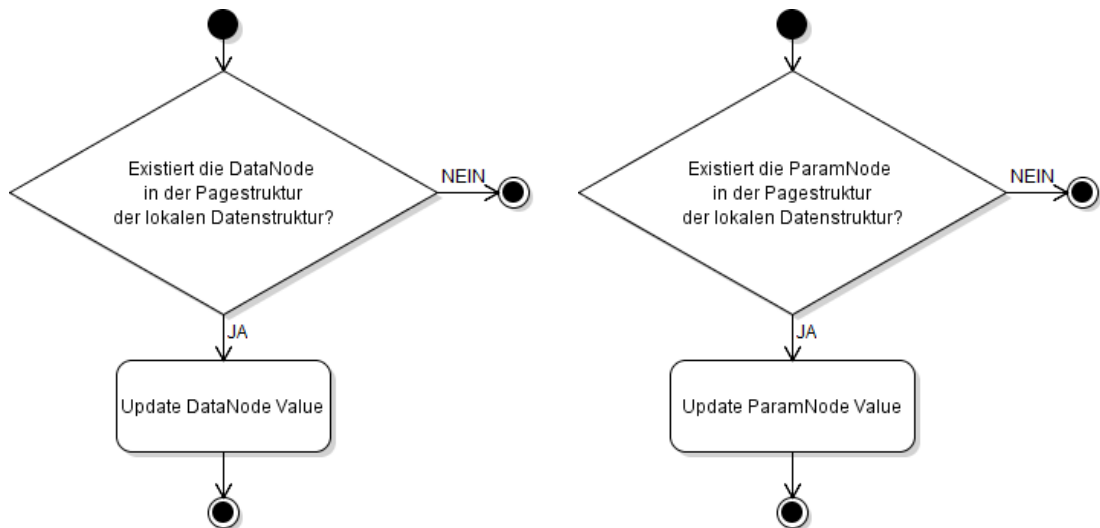 Existiert die DataNode
in der Pagestruktur
der lokalen Datenstruktur?
NEIN
JA
Update DataNode Value
Existiert die ParamNode
in der Pagestruktur
der lokalen Datenstruktur?
NEIN
JA
Update ParamNode Value